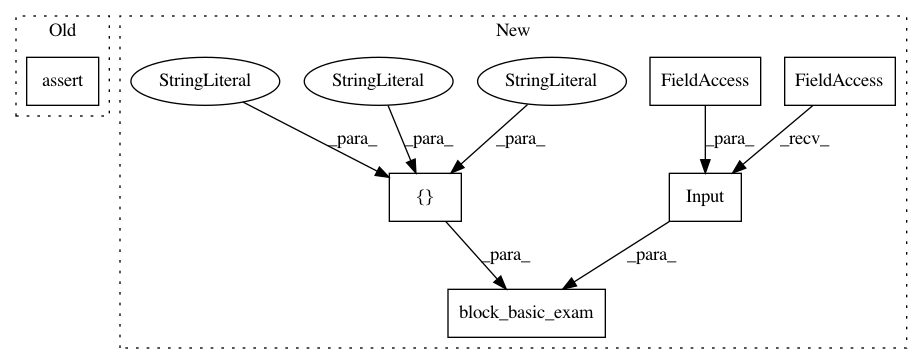 Old
New
assert
StringLiteral
StringLiteral
StringLiteral
FieldAccess
FieldAccess
_para_
_para_
_para_
_para_
_recv_
{}
Input
_para_
_para_
block_basic_exam